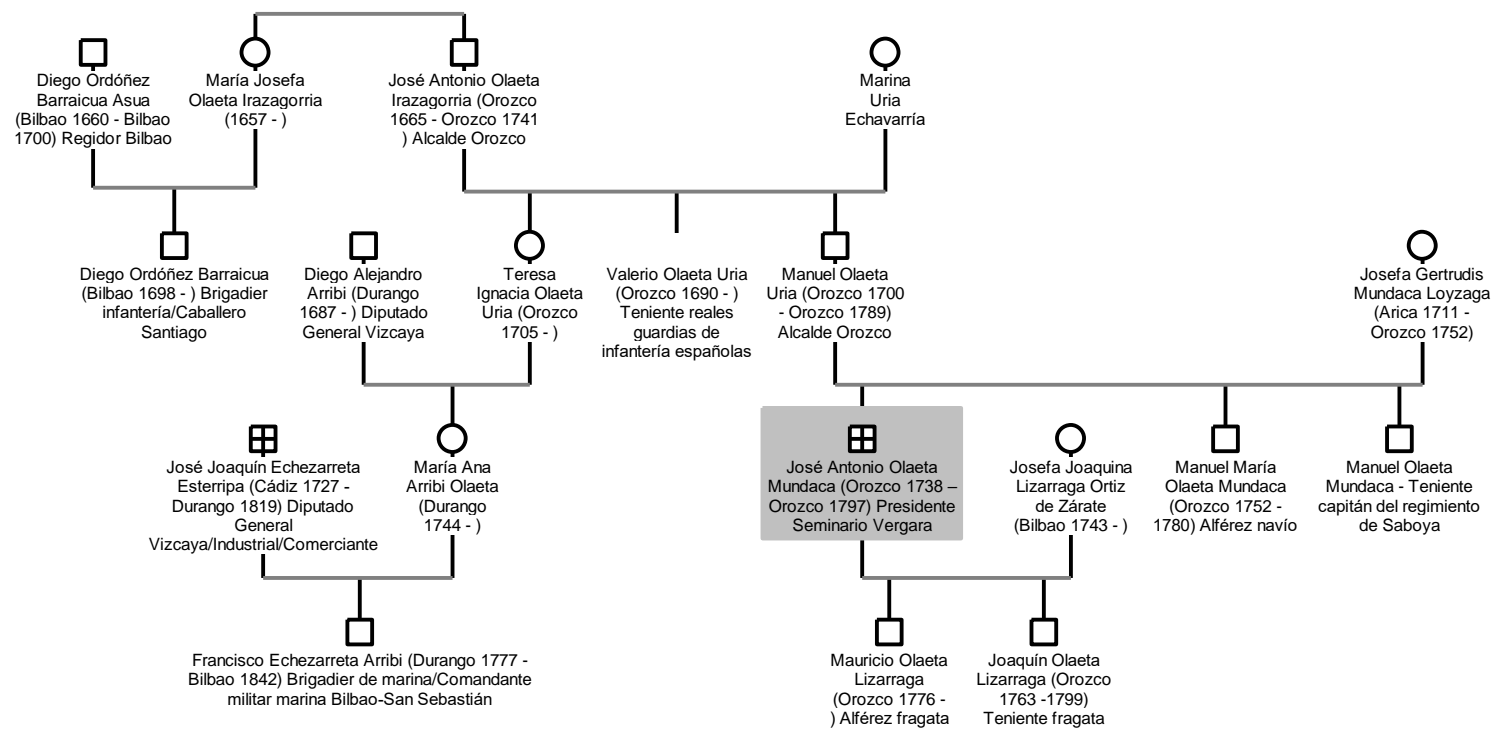 Diego Ordóñez
Barraicua Asua
(Bilbao 1660 - Bilbao
1700) Regidor Bilbao
María Josefa
Olaeta Irazagorria
(1657 - )
José Antonio Olaeta
Irazagorria (Orozco
1665 - Orozco 1741
) Alcalde Orozco
Marina
Uria
Echavarría
Diego Ordóñez Barraicua
(Bilbao 1698 - ) Brigadier
infantería/Caballero
Santiago
Diego Alejandro
Arribi (Durango
1687 - ) Diputado
General Vizcaya
Teresa
Ignacia Olaeta
Uria (Orozco
1705 - )
Valerio Olaeta Uria
(Orozco 1690 - )
Teniente reales
guardias de
infantería españolas
Manuel Olaeta
Uria (Orozco 1700
- Orozco 1789)
Alcalde Orozco
Josefa Gertrudis
Mundaca Loyzaga
(Arica 1711 -
Orozco 1752)
José Joaquín Echezarreta
Esterripa (Cádiz 1727 -
Durango 1819) Diputado
General
Vizcaya/Industrial/Comerciante
María Ana
Arribi Olaeta
(Durango
1744 - )
José Antonio Olaeta
Mundaca (Orozco 1738 –
Orozco 1797) Presidente
Seminario Vergara
Josefa Joaquina
Lizarraga Ortiz
de Zárate
(Bilbao 1743 - )
Manuel María
Olaeta Mundaca
(Orozco 1752 -
1780) Alférez navío
Manuel Olaeta
Mundaca - Teniente
capitán del regimiento
de Saboya
Francisco Echezarreta Arribi (Durango 1777 -
Bilbao 1842) Brigadier de marina/Comandante
militar marina Bilbao-San Sebastián
Mauricio Olaeta
Lizarraga
(Orozco 1776 -
) Alférez fragata
Joaquín Olaeta
Lizarraga (Orozco
1763 -1799)
Teniente fragata